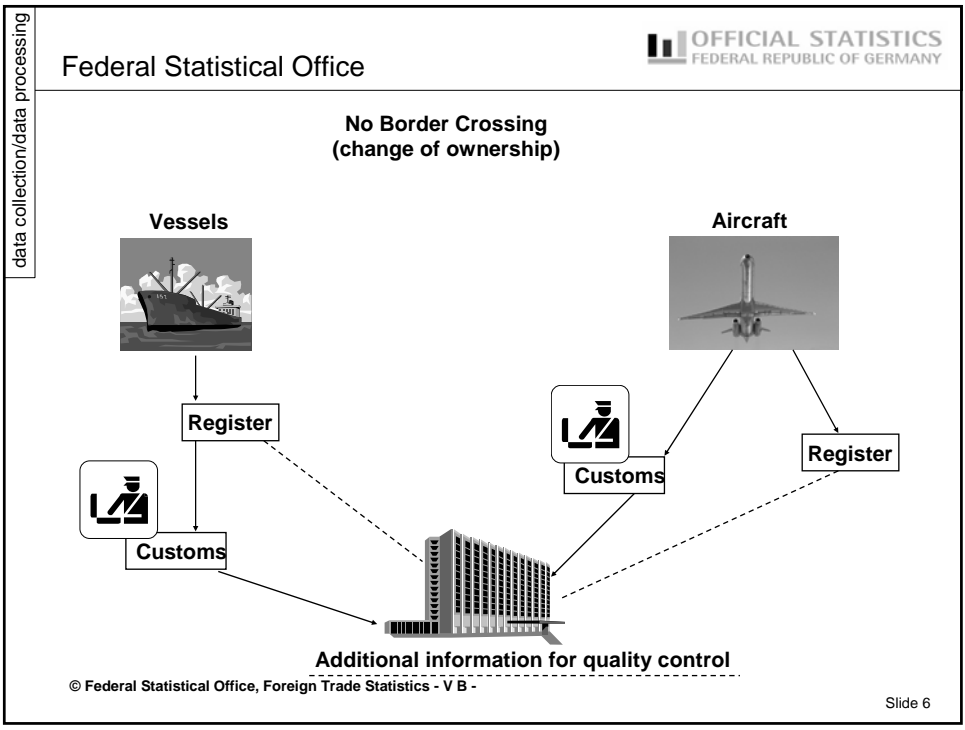 data collection/data processing
Federal Statistical Office
OFFICIAL STATISTICS
FEDERAL REPUBLIC OF GERMANY
No Border Crossing
(change of ownership)
Vessels
Aircraft
Register
Customs
Customs
Register
Additional information for quality control
© Federal Statistical Office, Foreign Trade Statistics - V B -
Slide 6